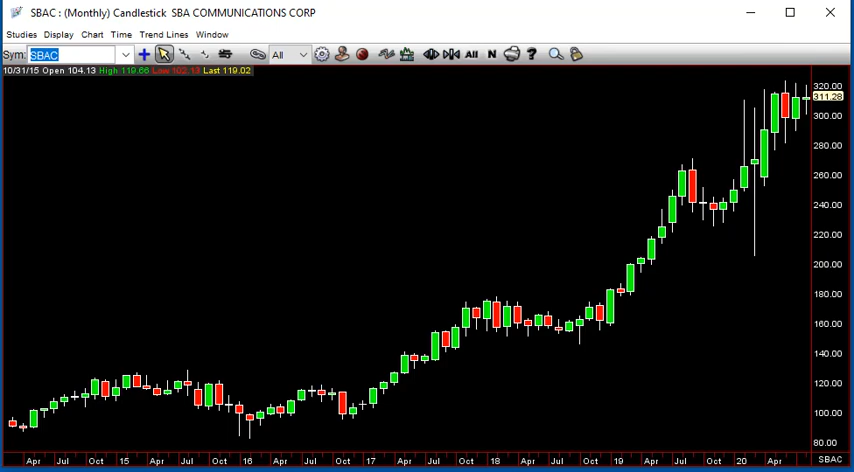 SBAC : (Monthly) Candlestick SBA COMMUNICATIONS CORP
Studies Display Chart Time Trend Lines Window
Sym: SBAC All All N ?
10/31/15 Open 104.13 High 119.66 Low 102.13 Last 119.02
320.00
311.28
300.00
280.00
260.00
240.00
220.00
200.00
180.00
160.00
140.00
120.00
100.00
80.00
Apr Jul Oct 15 Apr Jul Oct 16 Apr Jul Oct 17 Apr Jul Oct 18 Apr Jul Oct 19 Apr Jul Oct 20 Apr SBAC